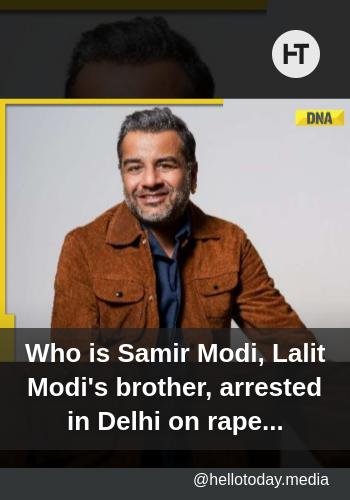 HT
DNA
Who is Samir Modi, Lalit
Modi's brother, arrested
in Delhi on rape...
@hellotoday.media